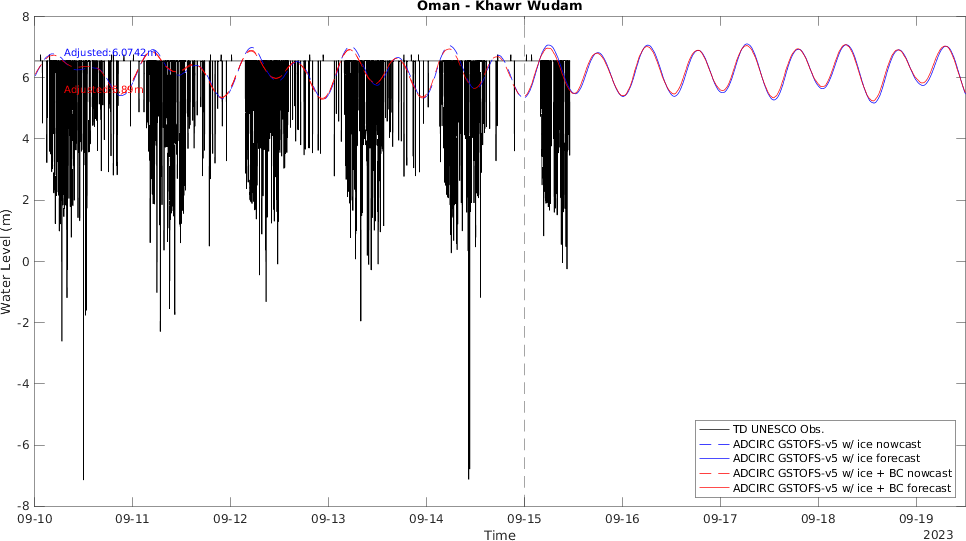 Oman - Khawr Wudam
8
6
4
2
0
-2
-4
-6
-8
Water Level (m)
Adjusted:6.0742m
09-10
09-11
09-12
09-13
09-14
09-15
09-16
09-17
09-18
09-19
Time
2023
TD UNESCO Obs.
ADCIRC GSTOFS-v5 w/ ice nowcast
ADCIRC GSTOFS-v5 w/ ice forecast
ADCIRC GSTOFS-v5 w/ ice + BC nowcast
ADCIRC GSTOFS-v5 w/ ice + BC forecast